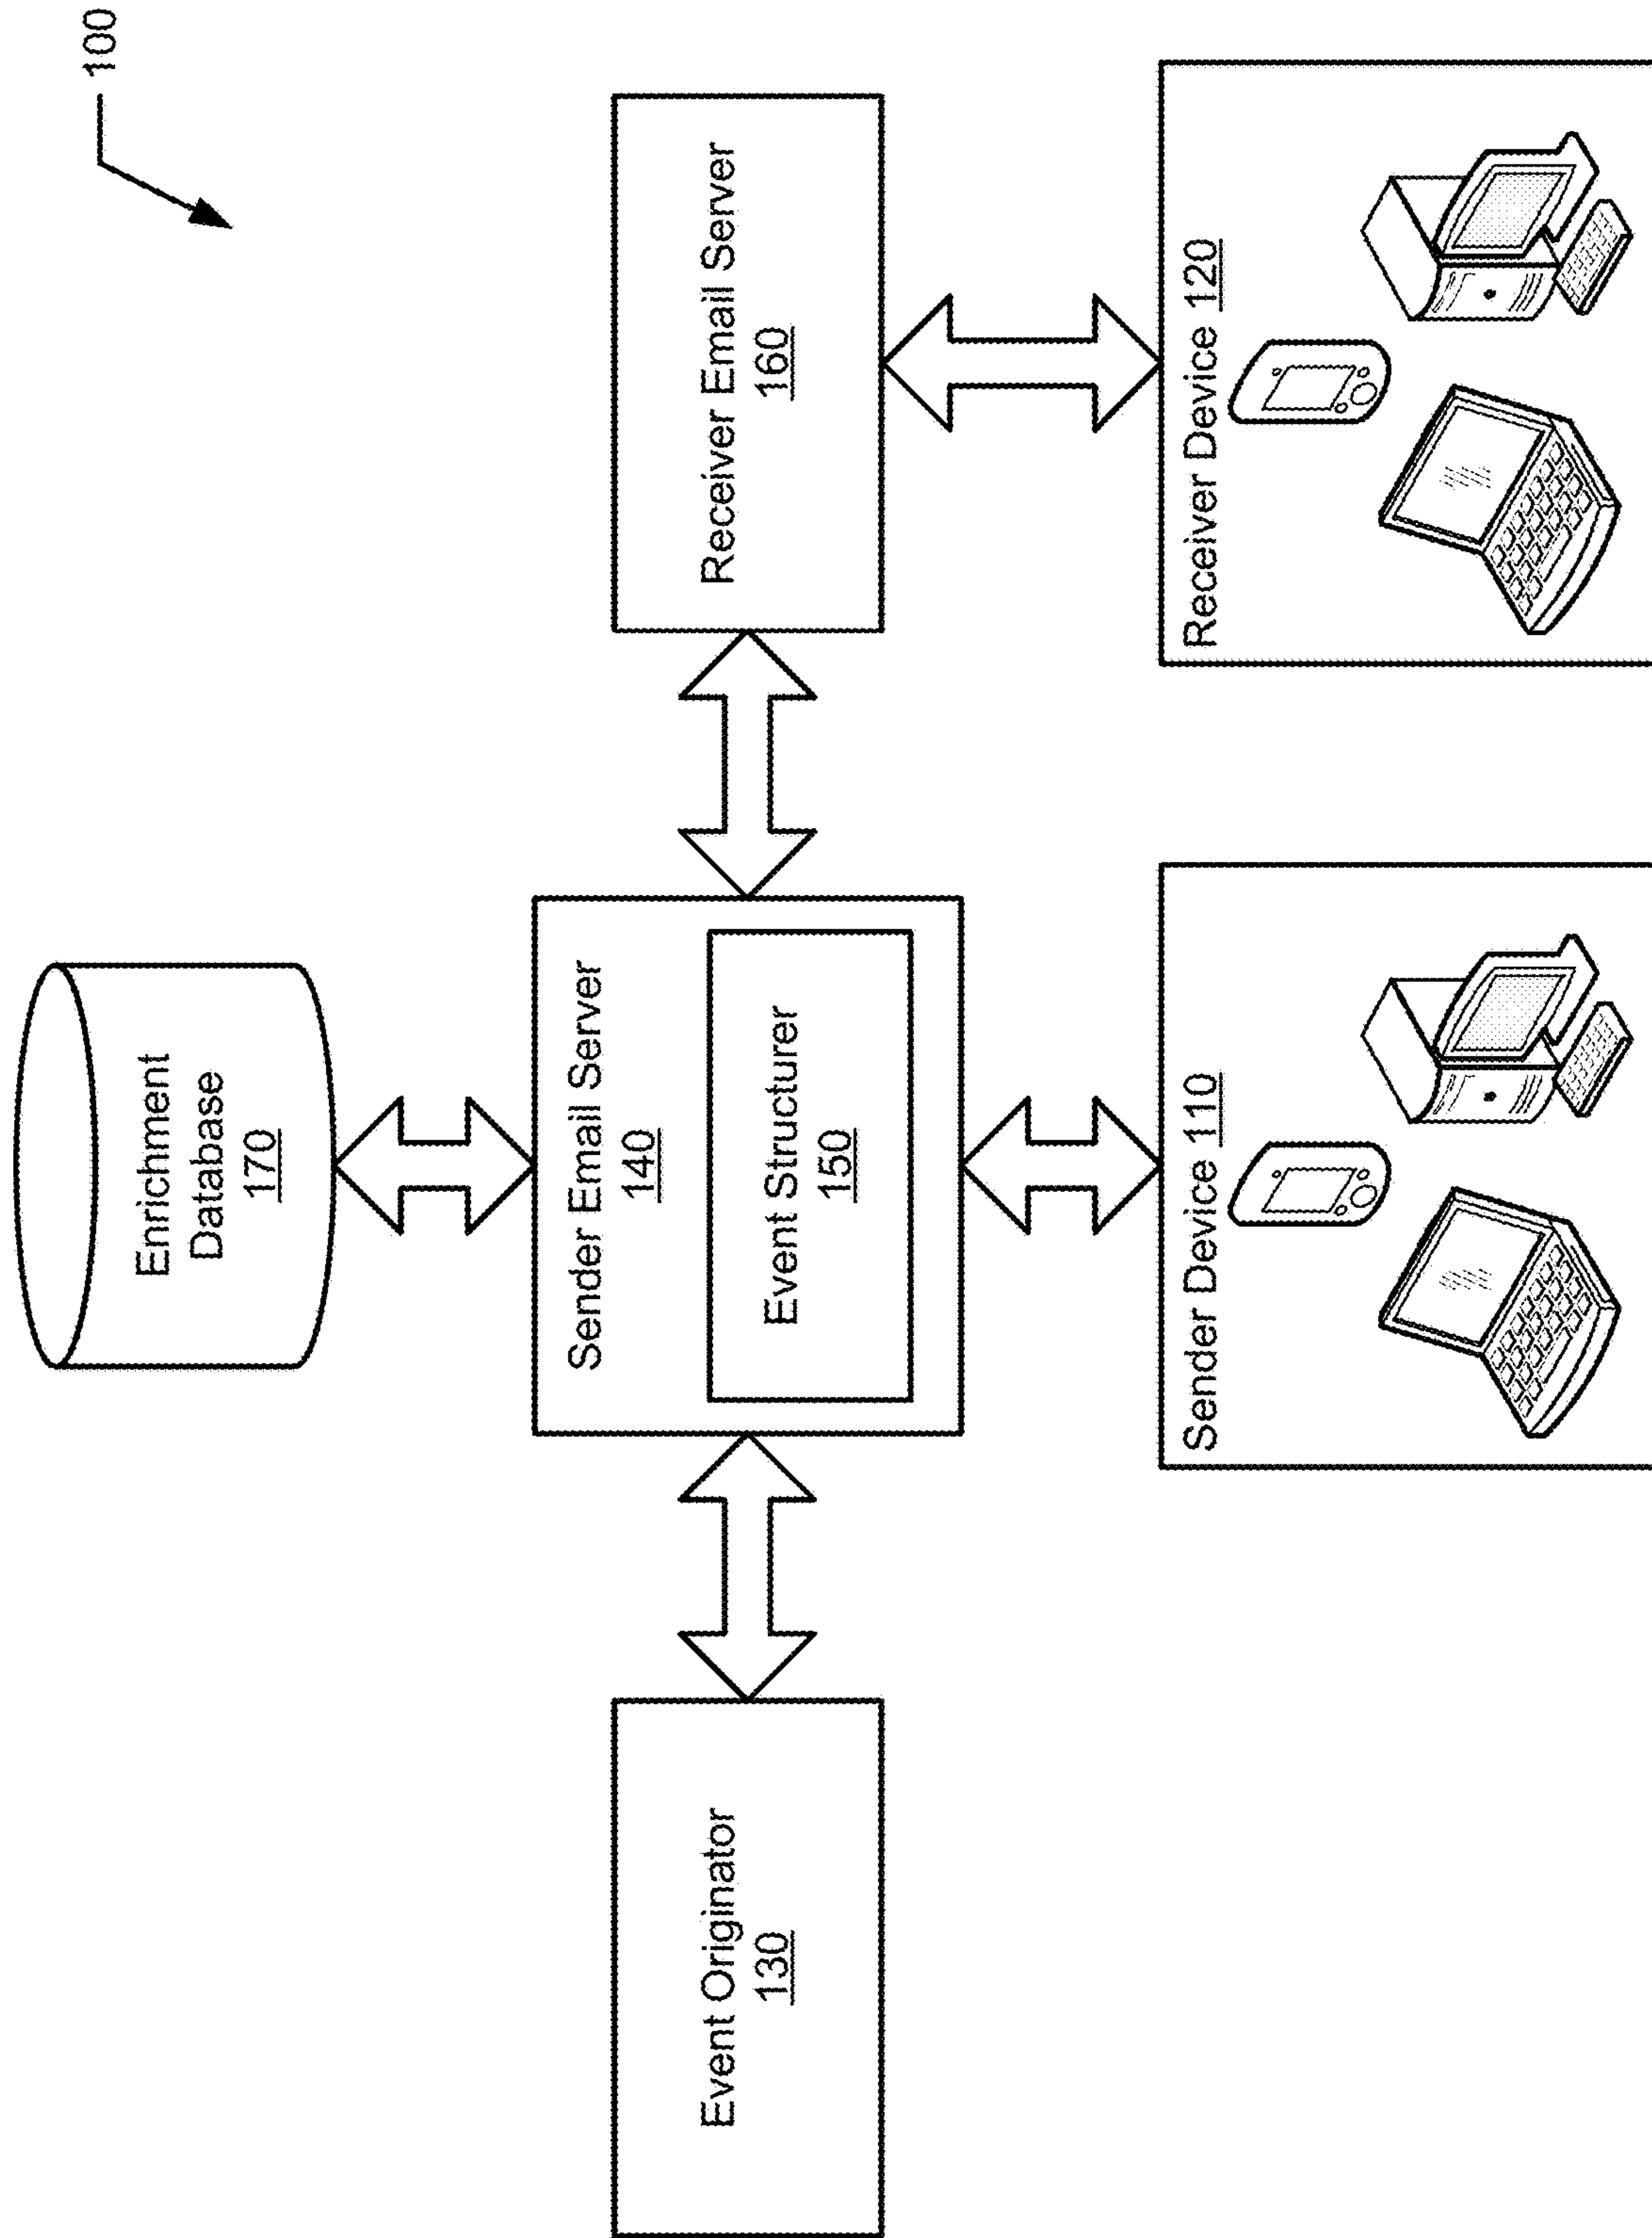 100
Enrichment
Database
170
Event Originator
130
Sender Email Server
140
Event Structurer
150
Receiver Email Server
160
Sender Device 110
Receiver Device 120